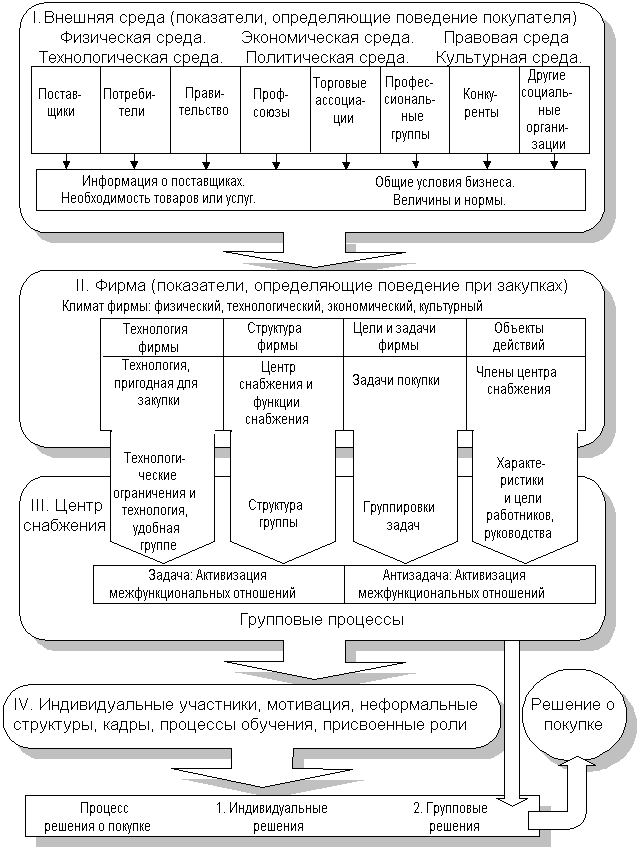 I. Внешняя среда (показатели, определяющие поведение покупателя)
Физическая среда. Экономическая среда. Правовая среда
Технологическая среда. Политическая среда. Культурная среда.
Постав-
щики
Потреби-
тели
Прави-
тельство
Проф-
союзы
Торговые
ассоциа-
ции
Профес-
сиональ-
ные
группы
Конку-
ренты
Другие
социаль-
ные
органи-
зации
Информация о поставщиках.
Необходимость товаров или услуг.
Общие условия бизнеса.
Величины и нормы.
II. Фирма (показатели, определяющие поведение при закупках)
Климат фирмы: физический, технологический, экономический, культурный
Технология
фирмы
Структура
фирмы
Цели и задачи
фирмы
Объекты
действий
Технология,
пригодная для
закупки
Центр
снабжения и
функции
снабжения
Задачи покупки
Члены центра
снабжения
III. Центр
снабжения
Технологи-
ческие
ограничения и
технология,
удобная
группе
Структура
группы
Группировки
задач
Характе-
ристики
и цели
работников,
руководства
Задача: Активизация
межфункциональных отношений
Антизадача: Активизация
межфункциональных отношений
Групповые процессы
IV. Индивидуальные участники, мотивация, неформальные
структуры, кадры, процессы обучения, присвоенные роли
Решение о
покупке
Процесс
решения о покупке
1. Индивидуальные
решения
2. Групповые
решения